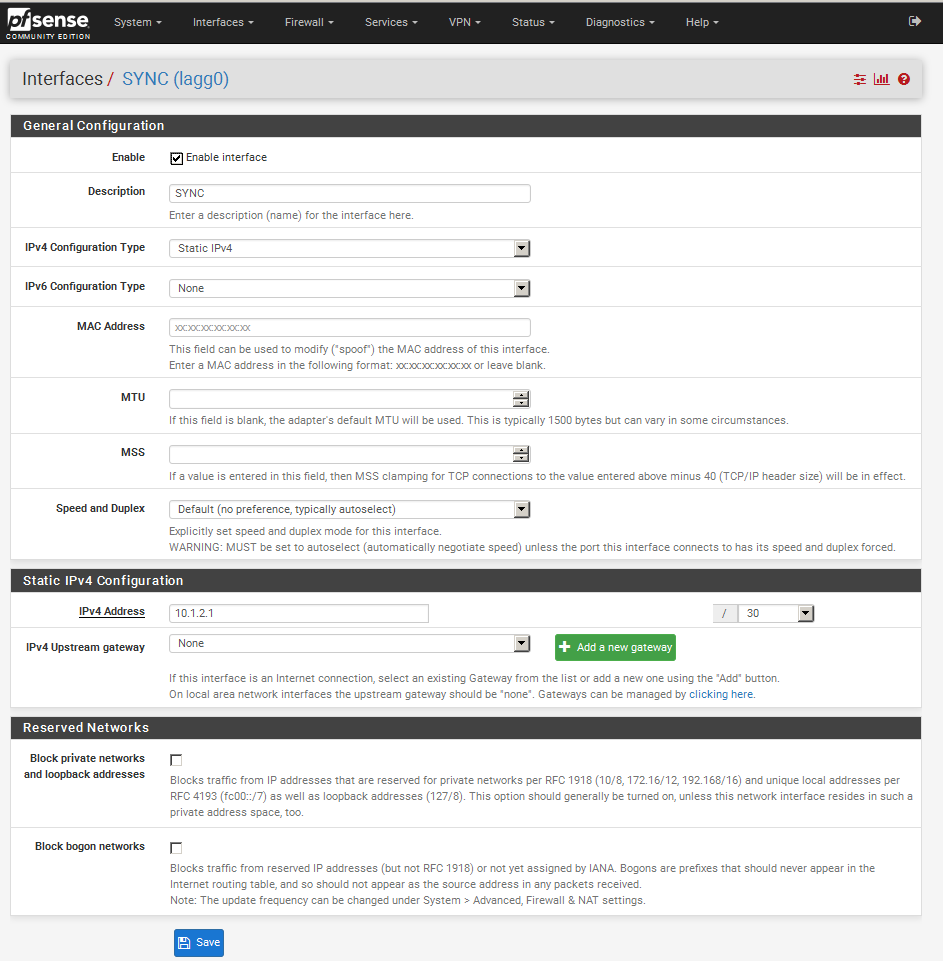 pfsense
COMMUNITY EDITION
System Interfaces Firewall Services VPN Status Diagnostics Help
Interfaces / SYNC (lagg0)
General Configuration
Enable Enable interface
Description SYNC
Enter a description (name) for the interface here.
IPv4 Configuration Type Static IPv4
IPv6 Configuration Type None
MAC Address xx:xx:xx:xx:xx:xx
This field can be used to modify ("spoof") the MAC address of this interface.
Enter a MAC address in the following format: xx:xx:xx:xx:xx:xx or leave blank.
MTU
If this field is blank, the adapter's default MTU will be used. This is typically 1500 bytes but can vary in some circumstances.
MSS
If a value is entered in this field, then MSS clamping for TCP connections to the value entered above minus 40 (TCP/IP header size) will be in effect.
Speed and Duplex Default (no preference, typically autoselect)
Explicitly set speed and duplex mode for this interface.
WARNING: MUST be set to autoselect (automatically negotiate speed) unless the port this interface connects to has its speed and duplex forced.
Static IPv4 Configuration
IPv4 Address 10.1.2.1 / 30
IPv4 Upstream gateway None + Add a new gateway
If this interface is an Internet connection, select an existing Gateway from the list or add a new one using the "Add" button.
On local area network interfaces the upstream gateway should be "none". Gateways can be managed by clicking here.
Reserved Networks
Block private networks
and loopback addresses
Blocks traffic from IP addresses that are reserved for private networks per RFC 1918 (10/8, 172.16/12, 192.168/16) and unique local addresses per
RFC 4193 (fc00::/7) as well as loopback addresses (127/8). This option should generally be turned on, unless this network interface resides in such a
private address space, too.
Block bogon networks
Blocks traffic from reserved IP addresses (but not RFC 1918) or not yet assigned by IANA. Bogons are prefixes that should never appear in the
Internet routing table, and so should not appear as the source address in any packets received.
Note: The update frequency can be changed under System > Advanced, Firewall & NAT settings.
Save